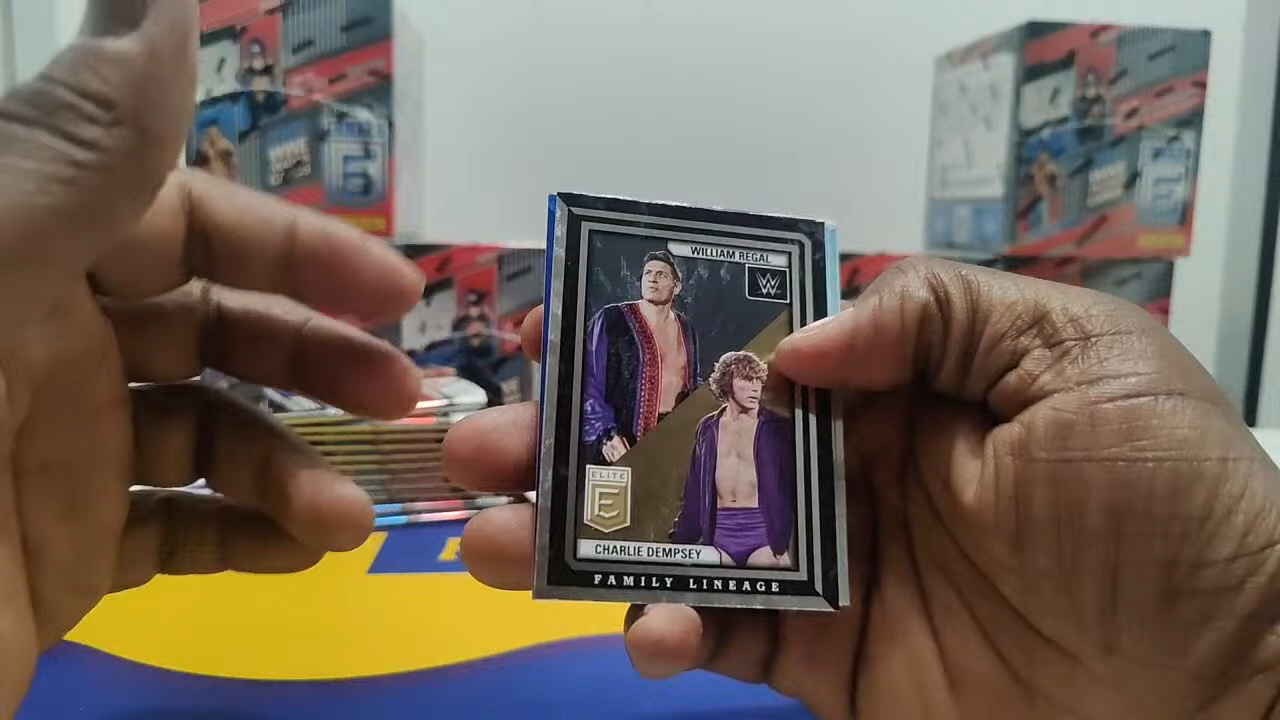 WILLIAM REGAL
W
ELITE
E
CHARLIE DEMPSEY
FAMILY LINEAGE